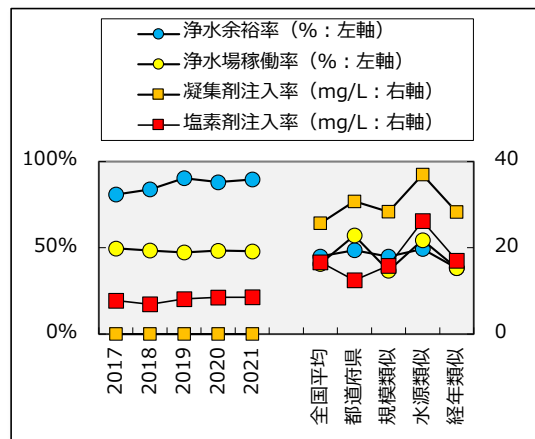 浄水余裕率（%：左軸）
浄水場稼働率（%：左軸）
凝集剤注入率（mg/L：右軸）
塩素剤注入率（mg/L：右軸）
100%
50%
0%
40
20
0
2017
2018
2019
2020
2021
全国平均
都道府県
規模類似
水源類似
経年類似